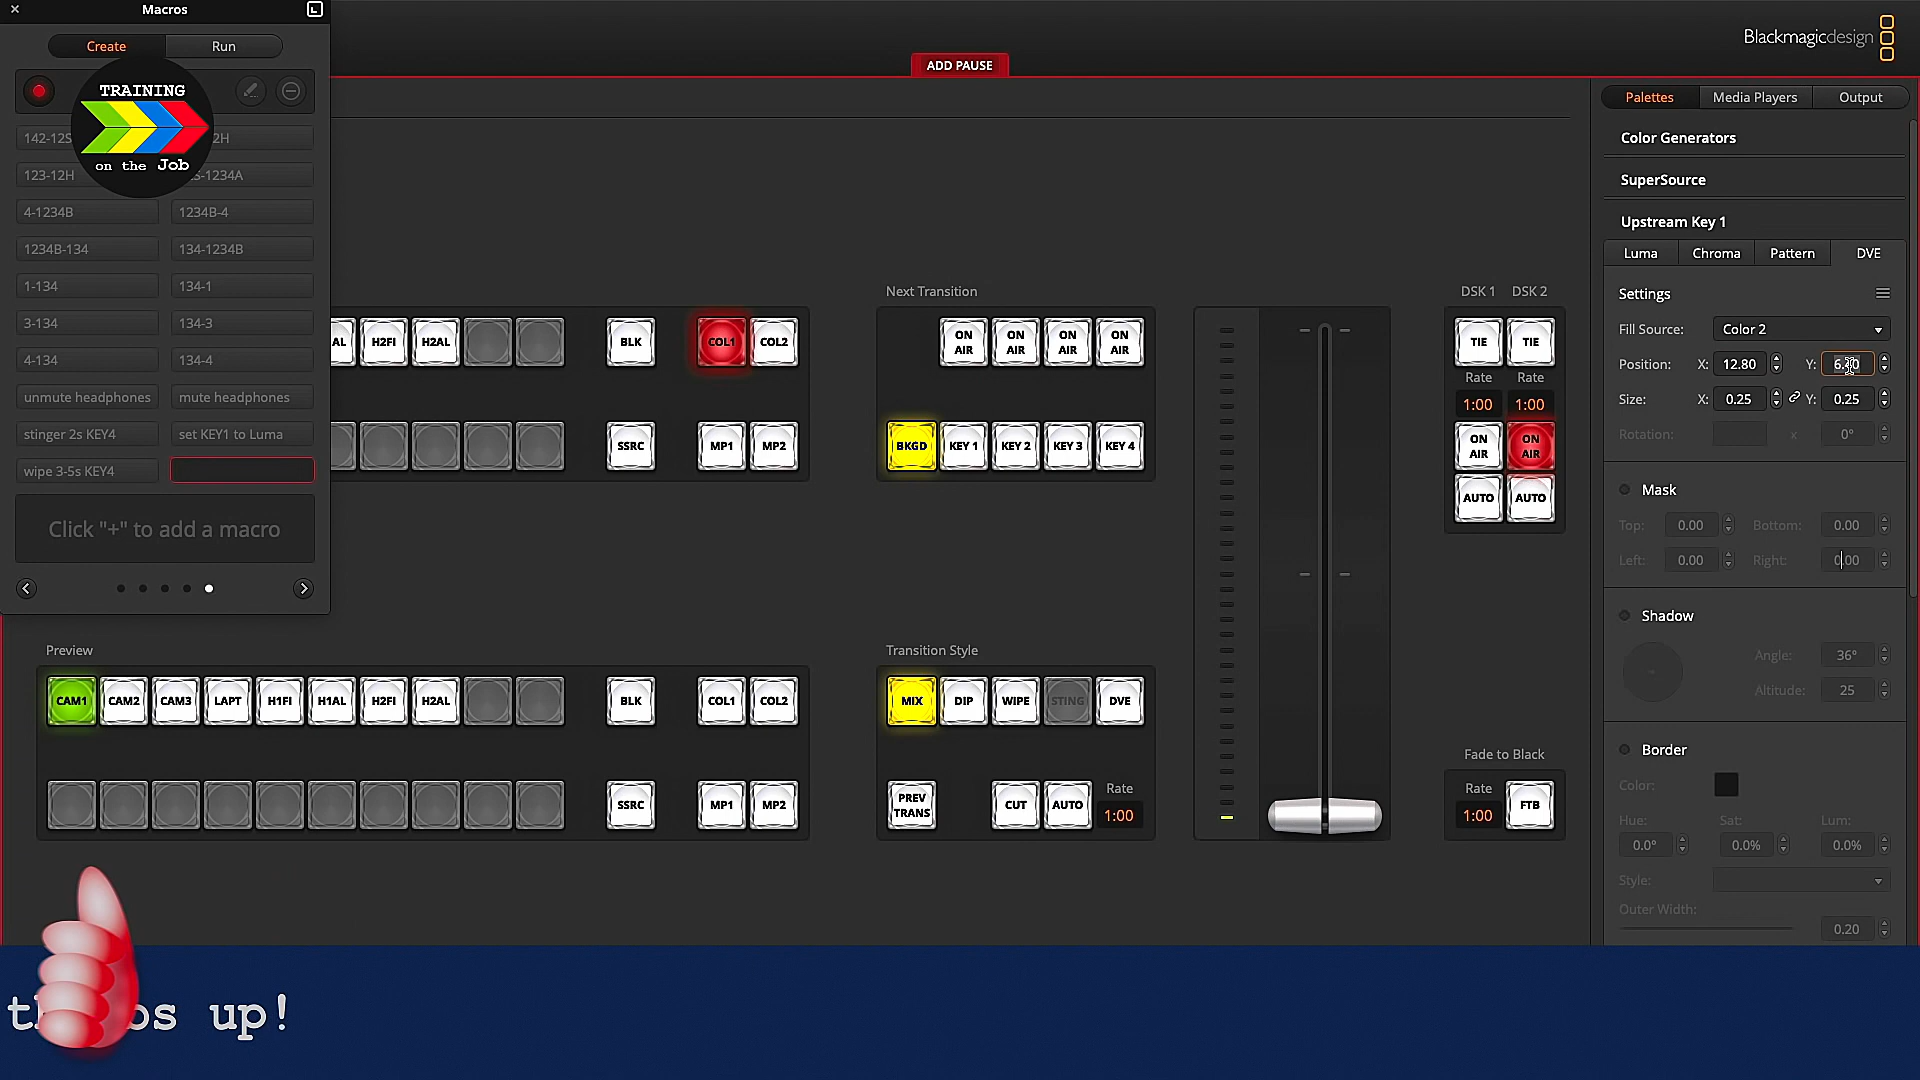 Macros
Create
Run
TRAINING
on the Job
142-12S
2H
123-12H
S-1234A
4-1234B
1234B-4
1234B-134
134-1234B
1-134
134-1
3-134
134-3
4-134
134-4
unmute headphones
mute headphones
stinger 2s KEY4
set KEY1 to Luma
wipe 3-5s KEY4
Click "+" to add a macro
ADD PAUSE
Blackmagicdesign
AL
H2FI
H2AL
BLK
COL1
COL2
SSRC
MP1
MP2
Next Transition
ON AIR
ON AIR
ON AIR
ON AIR
BKGD
KEY 1
KEY 2
KEY 3
KEY 4
DSK 1
DSK 2
TIE
TIE
Rate
Rate
1:00
1:00
ON AIR
ON AIR
AUTO
AUTO
Preview
CAM1
CAM2
CAM3
LAPT
H1FI
H1AL
H2FI
H2AL
BLK
COL1
COL2
SSRC
MP1
MP2
Transition Style
MIX
DIP
WIPE
STING
DVE
PREV TRANS
CUT
AUTO
Rate
1:00
Fade to Black
Rate
1:00
FTB
Palettes
Media Players
Output
Color Generators
SuperSource
Upstream Key 1
Luma
Chroma
Pattern
DVE
Settings
Fill Source:
Color 2
Position:
X:
12.80
Y:
Size:
X:
0.25
Y:
0.25
Rotation:
x
0°
Mask
Top:
0.00
Bottom:
0.00
Left:
0.00
Right:
0.00
Shadow
Angle:
36°
Altitude:
25
Border
Color:
Hue:
Sat:
Lum:
0.0°
0.0%
0.0%
Style:
Outer Width:
0.20
up!